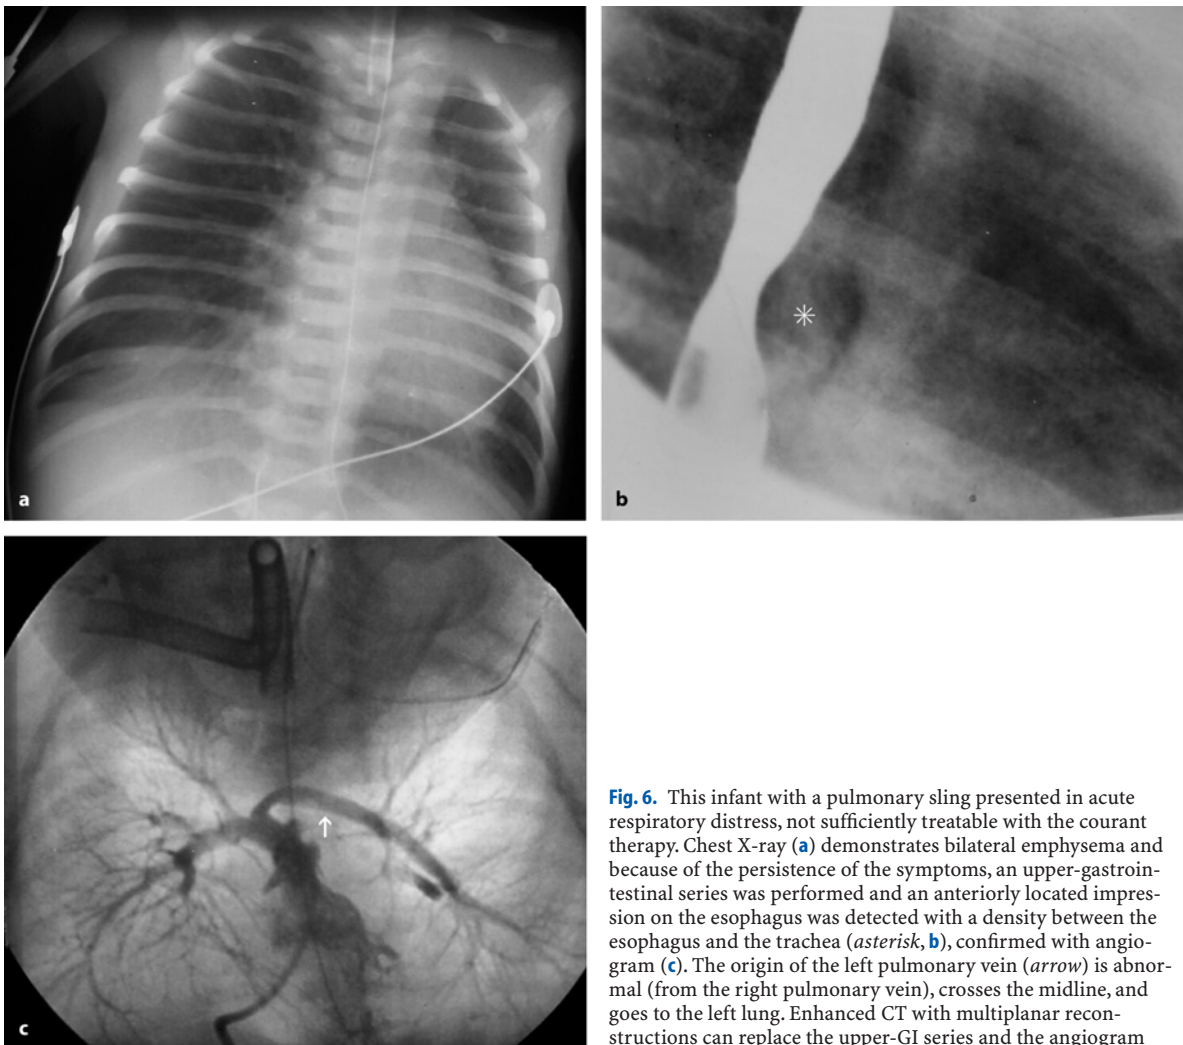 a
b
c
Fig. 6. This infant with a pulmonary sling presented in acute
respiratory distress, not sufficiently treatable with the courant
therapy. Chest X-ray (a) demonstrates bilateral emphysema and
because of the persistence of the symptoms, an upper-gastroin-
testinal series was performed and an anteriorly located impres-
sion on the esophagus was detected with a density between the
esophagus and the trachea (asterisk, b), confirmed with angio-
gram (c). The origin of the left pulmonary vein (arrow) is abnor-
mal (from the right pulmonary vein), crosses the midline, and
goes to the left lung. Enhanced CT with multiplanar recon-
structions can replace the upper-GI series and the angiogram